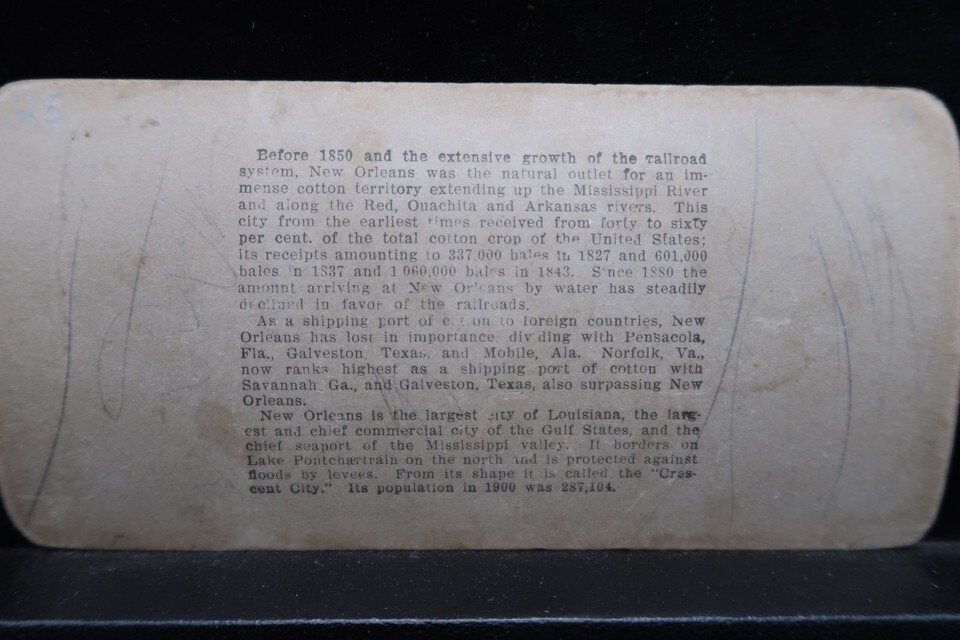 25
Before 1850 and the extensive growth of the railroad
system, New Orleans was the natural outlet for an im-
mense cotton territory extending up the Mississippi River
and along the Red, Ouachita and Arkansas rivers. This
city from the earliest times received from forty to sixty
per cent. of the total cotton crop of the United States;
its receipts amounting to 337,000 bales in 1827 and 601,000
bales in 1837 and 1,060,000 bales in 1843. Since 1880 the
amount arriving at New Orleans by water has steadily
declined in favor of the railroads.
As a shipping port of cotton to foreign countries, New
Orleans has lost in importance, dividing with Pensacola,
Fla., Galveston, Texas, and Mobile, Ala. Norfolk, Va.,
now ranks highest as a shipping port of cotton with
Savannah, Ga., and Galveston, Texas, also surpassing New
Orleans.
New Orleans is the largest city of Louisiana, the larg-
est and chief commercial city of the Gulf States, and the
chief seaport of the Mississippi valley. It borders on
Lake Pontchartrain on the north and is protected against
floods by levees. From its shape it is called the "Cres-
cent City." Its population in 1900 was 287,104.